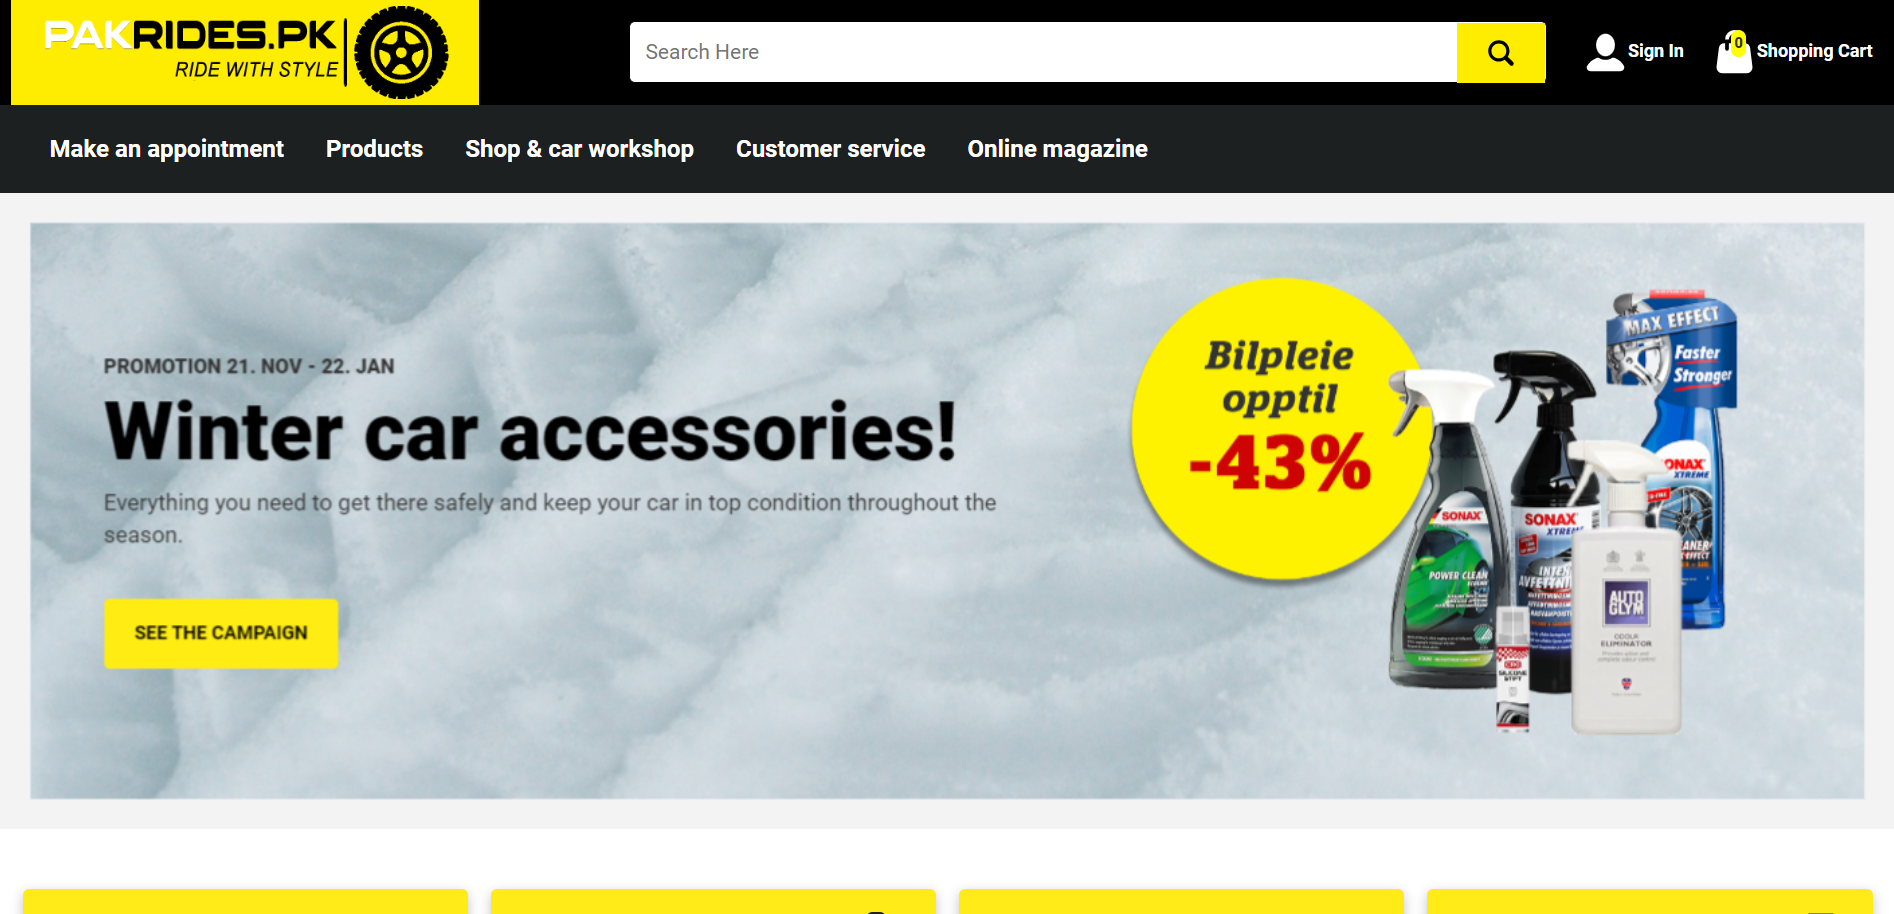 PAKRIDES.PK
RIDE WITH STYLE
Search Here
Sign In
0
Shopping Cart
Make an appointment
Products
Shop & car workshop
Customer service
Online magazine
PROMOTION 21. NOV - 22. JAN
Winter car accessories!
Everything you need to get there safely and keep your car in top condition throughout the
season.
SEE THE CAMPAIGN
Bilpleie
opptil
-43%
MAX EFFECT
Faster
Stronger
SONAX
POWER CLEAN
SONAX
XTREME
AUTO
GLYM
ODOUR
ELIMINATOR
SILICONE
STIFT